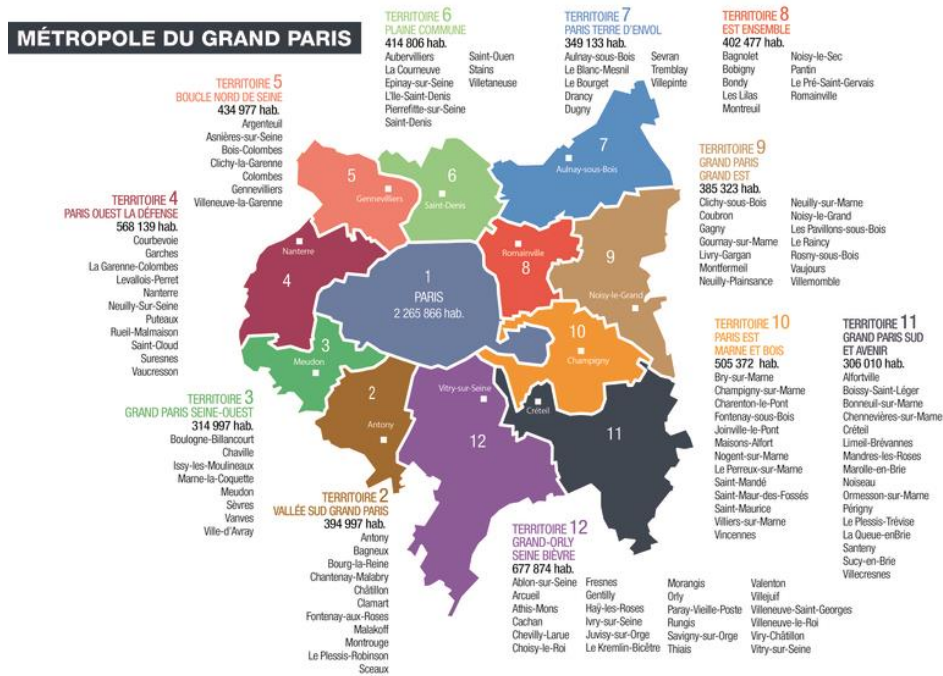 MÉTROPOLE DU GRAND PARIS
TERRITOIRE 6
PLAINE COMMUNE
414 806 hab.
Aubervilliers
La Courneuve
Epinay-sur-Seine
L'Ile-Saint-Denis
Pierrefitte-sur-Seine
Saint-Denis
Saint-Ouen
Stains
Villetaneuse
TERRITOIRE 7
PARIS TERRE D'ENVOL
349 133 hab.
Aulnay-sous-Bois
Le Blanc-Mesnil
Le Bourget
Drancy
Dugny
Sevran
Tremblay
Villepinte
TERRITOIRE 8
EST ENSEMBLE
402 477 hab.
Bagnolet
Bobigny
Bondy
Les Lilas
Montreuil
Noisy-le-Sec
Pantin
Le Pré-Saint-Gervais
Romainville
TERRITOIRE 5
BOUCLE NORD DE SEINE
434 977 hab.
Argenteuil
Asnières-sur-Seine
Bois-Colombes
Clichy-la-Garenne
Colombes
Gennevilliers
Villeneuve-la-Garenne
TERRITOIRE 9
GRAND PARIS
GRAND EST
385 323 hab.
Clichy-sous-Bois
Coubron
Gagny
Gournay-sur-Marne
Livry-Gargan
Montfermeil
Neuilly-Plaisance
Neuilly-sur-Marne
Noisy-le-Grand
Les Pavillons-sous-Bois
Le Raincy
Rosny-sous-Bois
Vaujours
Villemomble
TERRITOIRE 4
PARIS OUEST LA DÉFENSE
568 139 hab.
Courbevoie
Garches
La Garenne-Colombes
Levallois-Perret
Nanterre
Neuilly-Sur-Seine
Puteaux
Rueil-Malmaison
Saint-Cloud
Suresnes
Vaucresson
7
Aulnay-sous-Bois
5
Gennevilliers
6
Saint-Denis
Nanterre
4
1
PARIS
2 265 866 hab.
Romainville
8
9
Noisy-le-Grand
10
Champigny
3
Meudon
2
Antony
Vitry-sur-Seine
12
Créteil
11
TERRITOIRE 10
PARIS EST
MARNE ET BOIS
505 372 hab.
Bry-sur-Marne
Champigny-sur-Marne
Charenton-le-Pont
Fontenay-sous-Bois
Joinville-le-Pont
Maisons-Alfort
Nogent-sur-Marne
Le Perreux-sur-Marne
Saint-Mandé
Saint-Maur-des-Fossés
Saint-Maurice
Villiers-sur-Marne
Vincennes
TERRITOIRE 11
GRAND PARIS SUD
ET AVENIR
306 010 hab.
Alfortville
Boissy-Saint-Léger
Bonneuil-sur-Marne
Chennevières-sur-Marne
Créteil
Limeil-Brévannes
Mandres-les-Roses
Marolle-en-Brie
Noiseau
Ormesson-sur-Marne
Périgny
Le Plessis-Trévise
La Queue-enBrie
Santeny
Sucy-en-Brie
Villecresnes
TERRITOIRE 3
GRAND PARIS SEINE-OUEST
314 997 hab.
Boulogne-Billancourt
Chaville
Issy-les-Moulineaux
Marne-la-Coquette
Meudon
Sèvres
Vanves
Ville-d'Avray
TERRITOIRE 2
VALLÉE SUD GRAND PARIS
394 997 hab.
Antony
Bagneux
Bourg-la-Reine
Chantenay-Malabry
Châtillon
Clamart
Fontenay-aux-Roses
Malakoff
Montrouge
Le Plessis-Robinson
Sceaux
TERRITOIRE 12
GRAND-ORLY
SEINE BIÈVRE
677 874 hab.
Ablon-sur-Seine
Arcueil
Athis-Mons
Cachan
Chevilly-Larue
Choisy-le-Roi
Fresnes
Gentilly
Haÿ-les-Roses
Ivry-sur-Seine
Juvisy-sur-Orge
Le Kremlin-Bicêtre
Morangis
Orly
Paray-Vieille-Poste
Rungis
Savigny-sur-Orge
Thiais
Valenton
Villejuif
Villeneuve-Saint-Georges
Villeneuve-le-Roi
Viry-Châtillon
Vitry-sur-Seine